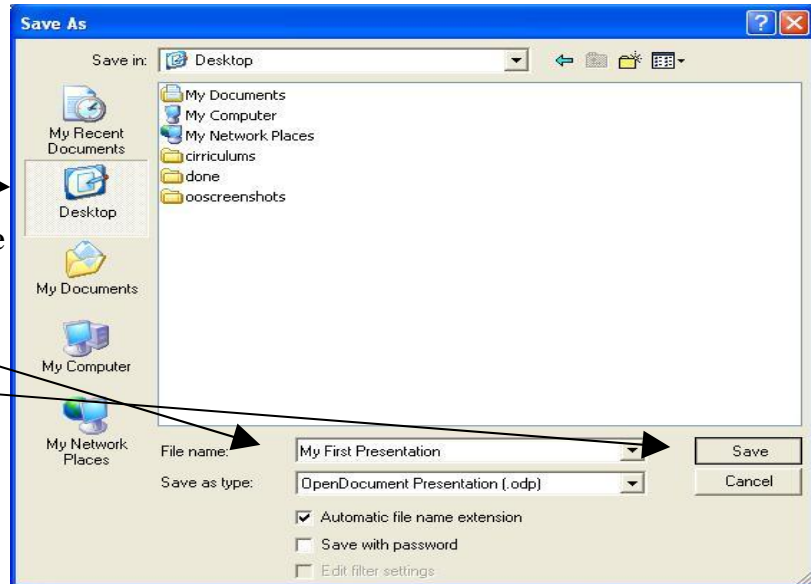 Save As
Save in: Desktop
My Documents
My Computer
My Network Places
cirriculums
done
ooscreenshots
My Recent
Documents
Desktop
e
My Documents
My Computer
My Network
Places
File name: My First Presentation Save
Save as type: OpenDocument Presentation (.odp) Cancel
Automatic file name extension
Save with password
Edit filter settings